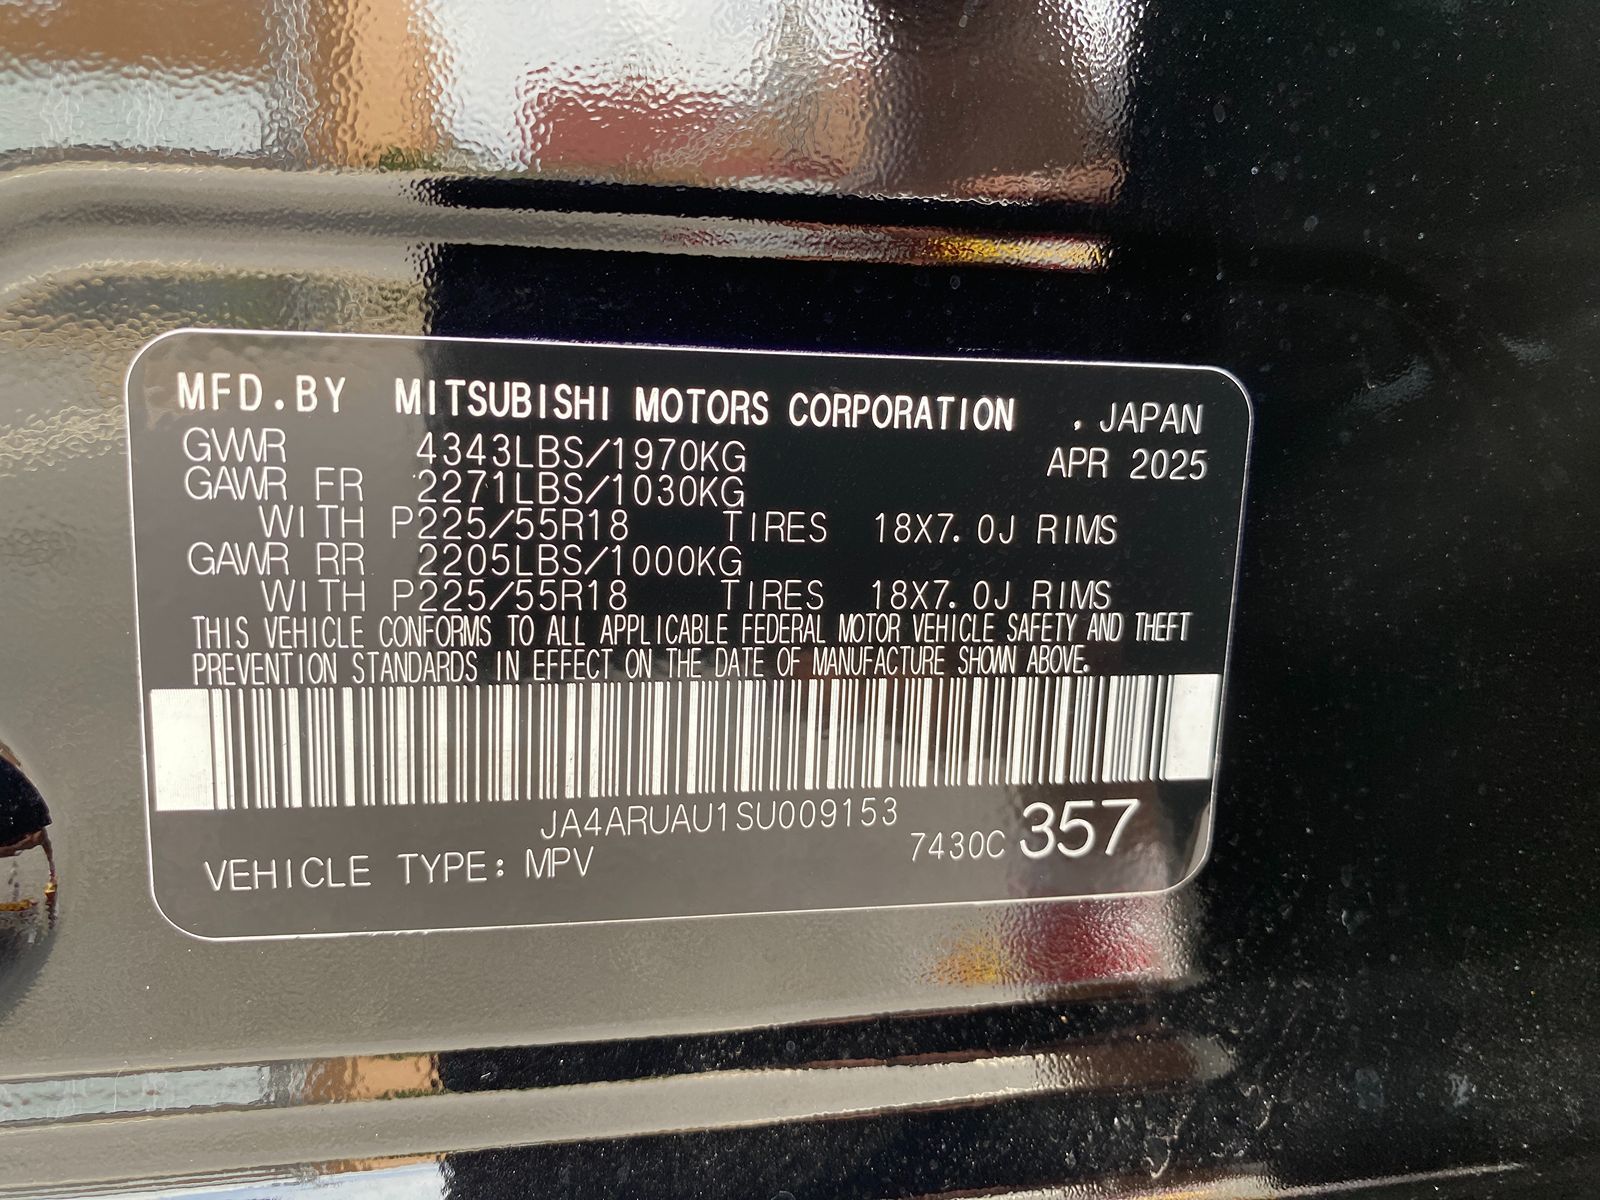 MFD.BY MITSUBISHI MOTORS CORPORATION , JAPAN
GVWR 4343LBS/1970KG APR 2025
GAWR FR 2271LBS/1030KG
WITH P225/55R18 TIRES 18X7.0J RIMS
GAWR RR 2205LBS/1000KG
WITH P225/55R18 TIRES 18X7.0J RIMS
THIS VEHICLE CONFORMS TO ALL APPLICABLE FEDERAL MOTOR VEHICLE SAFETY AND THEFT
PREVENTION STANDARDS IN EFFECT ON THE DATE OF MANUFACTURE SHOWN ABOVE.
JA4ARUAU1SU009153
7430C 357
VEHICLE TYPE: MPV